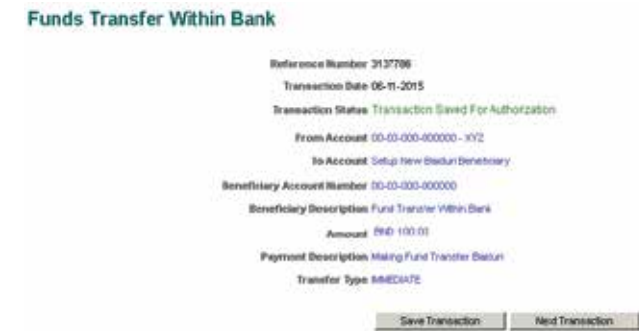 Funds Transfer Within Bank
Reference Number 3137786
Transaction Date 06-11-2015
Transaction Status Transaction Saved For Authorization
From Account 00-00-000-000000 - XYZ
To Account Setup New Baiduri Beneficiary
Beneficiary Account Number 00-00-000-000000
Beneficiary Description Fund Transfer Within Bank
Amount BND 100.00
Payment Description Making Fund Transfer Baiduri
Transfer Type IMMEDIATE
Save Transaction Next Transaction